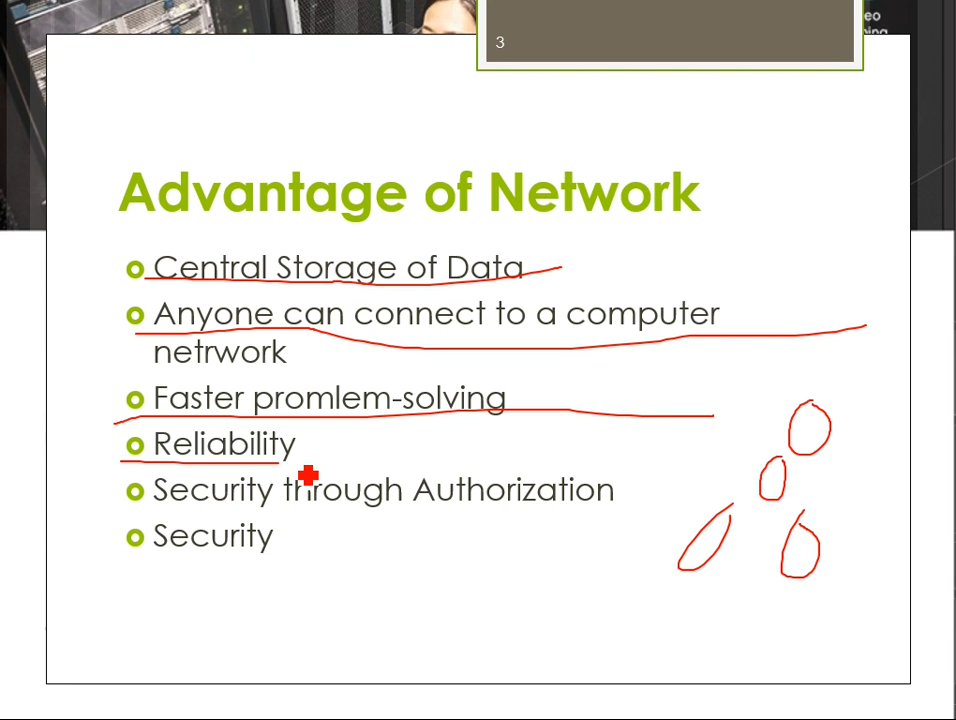 3
Advantage of Network
Central Storage of Data
Anyone can connect to a computer
netrwork
Faster promlem-solving
Reliability
Security through Authorization
Security